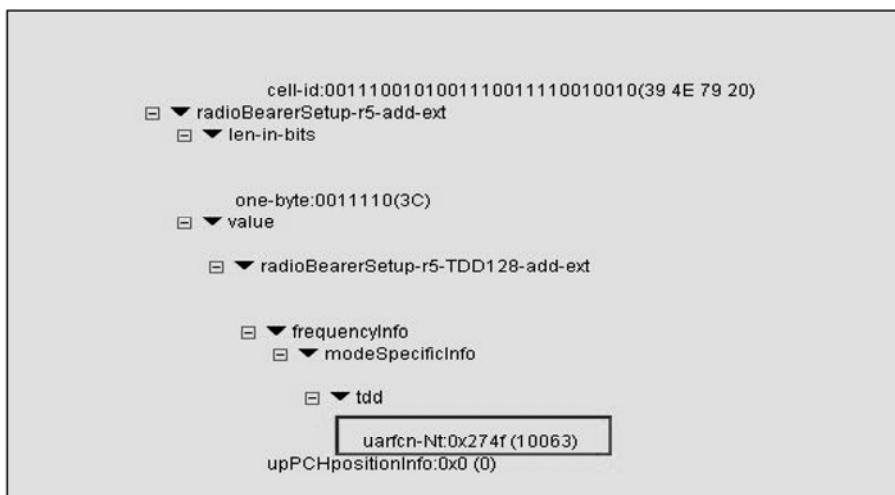 cell-id:0011100101001110011110010010(39 4E 79 20)
radioBearerSetup-r5-add-ext
len-in-bits
one-byte:0011110(3C)
value
radioBearerSetup-r5-TDD128-add-ext
frequencyInfo
modeSpecificInfo
tdd
uarfcn-Nt:0x274f (10063)
upPCHpositionInfo:0x0 (0)